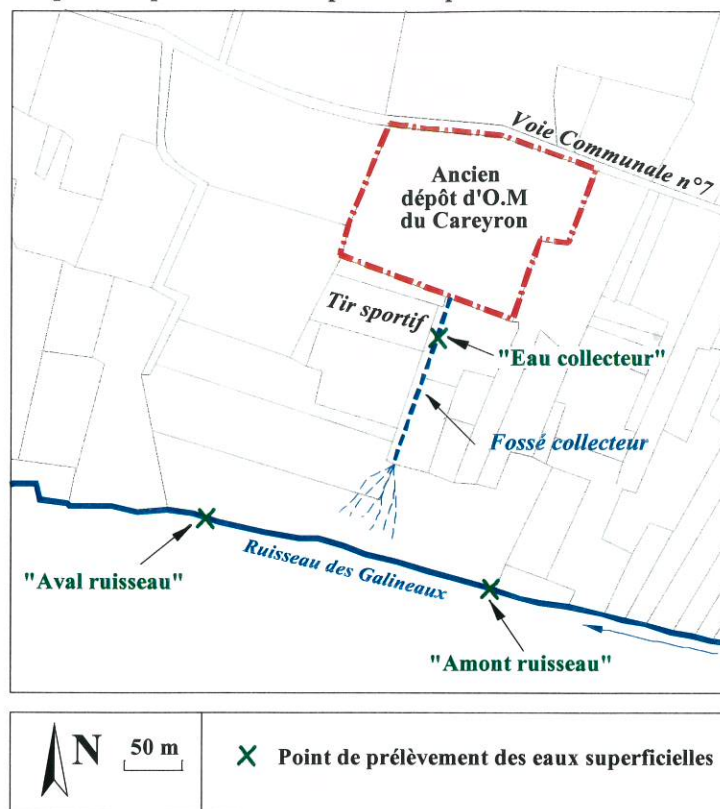 Voie Communale n°7
Ancien
dépôt d'O.M
du Careyron
Tir sportif
"Eau collecteur"
Fossé collecteur
"Aval ruisseau"
Ruisseau des Galineaux
"Amont ruisseau"
N
50 m
Point de prélèvement des eaux superficielles